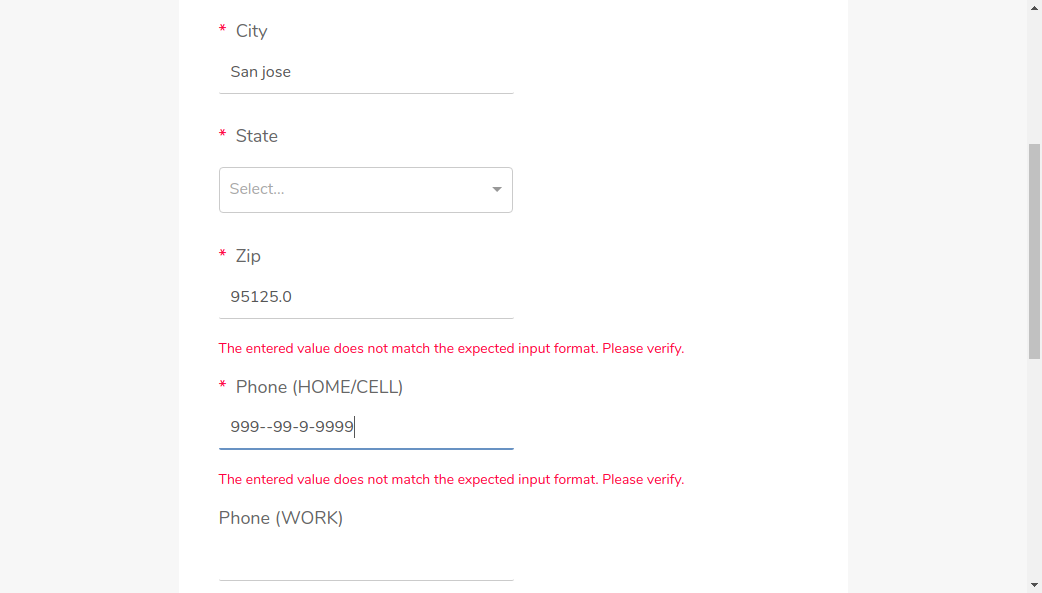 * City
San jose
* State
Select...
* Zip
95125.0
The entered value does not match the expected input format. Please verify.
* Phone (HOME/CELL)
999--99-9-9999
The entered value does not match the expected input format. Please verify.
Phone (WORK)